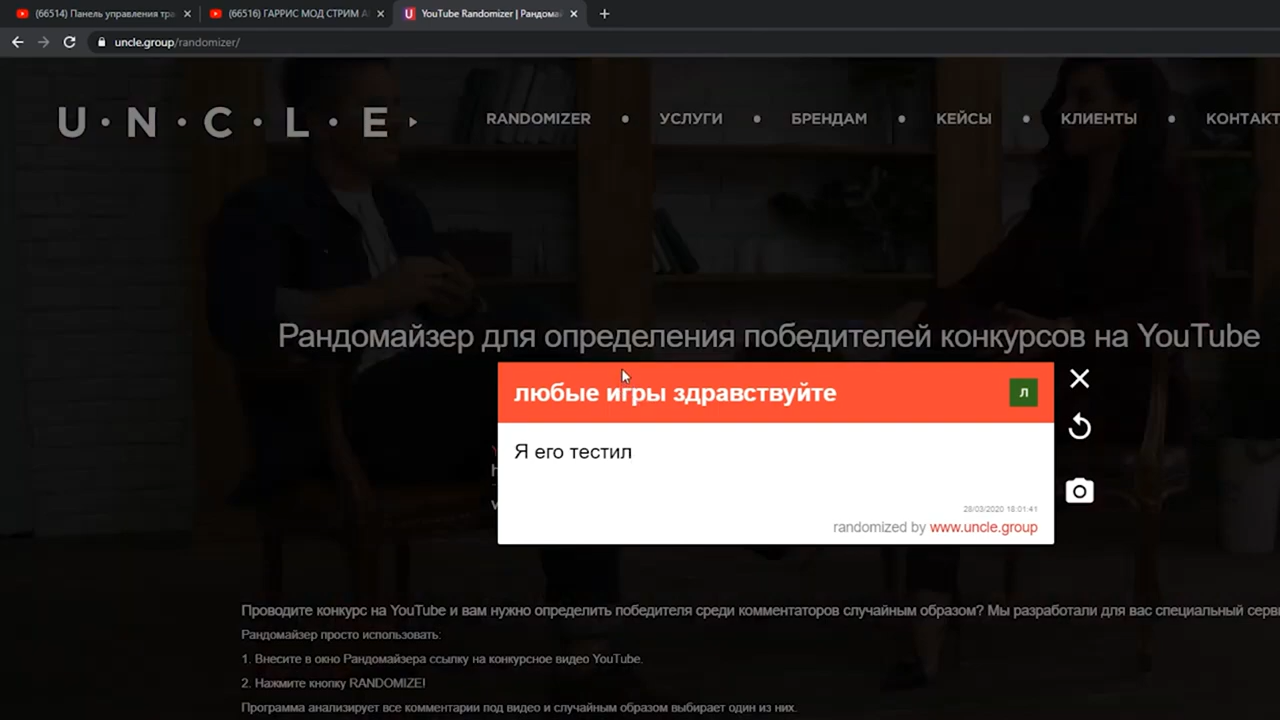 (66514) Панель управления тра
(66516) ГАРРИС МОД СТРИМ А
YouTube Randomizer | Рандома
uncle.group/randomizer/
U·N·C·L·E
RANDOMIZER • УСЛУГИ • БРЕНДАМ • КЕЙСЫ • КЛИЕНТЫ • КОНТАКТ
Рандомайзер для определения победителей конкурсов на YouTube
любые игры здравствуйте
л
Я его тестил
28/03/2020 18:01:41
randomized by www.uncle.group
Проводите конкурс на YouTube и вам нужно определить победителя среди комментаторов случайным образом? Мы разработали для вас специальный серв
Рандомайзер просто использовать:
1. Внесите в окно Рандомайзера ссылку на конкурсное видео YouTube.
2. Нажмите кнопку RANDOMIZE!
Программа анализирует все комментарии под видео и случайным образом выбирает один из них.